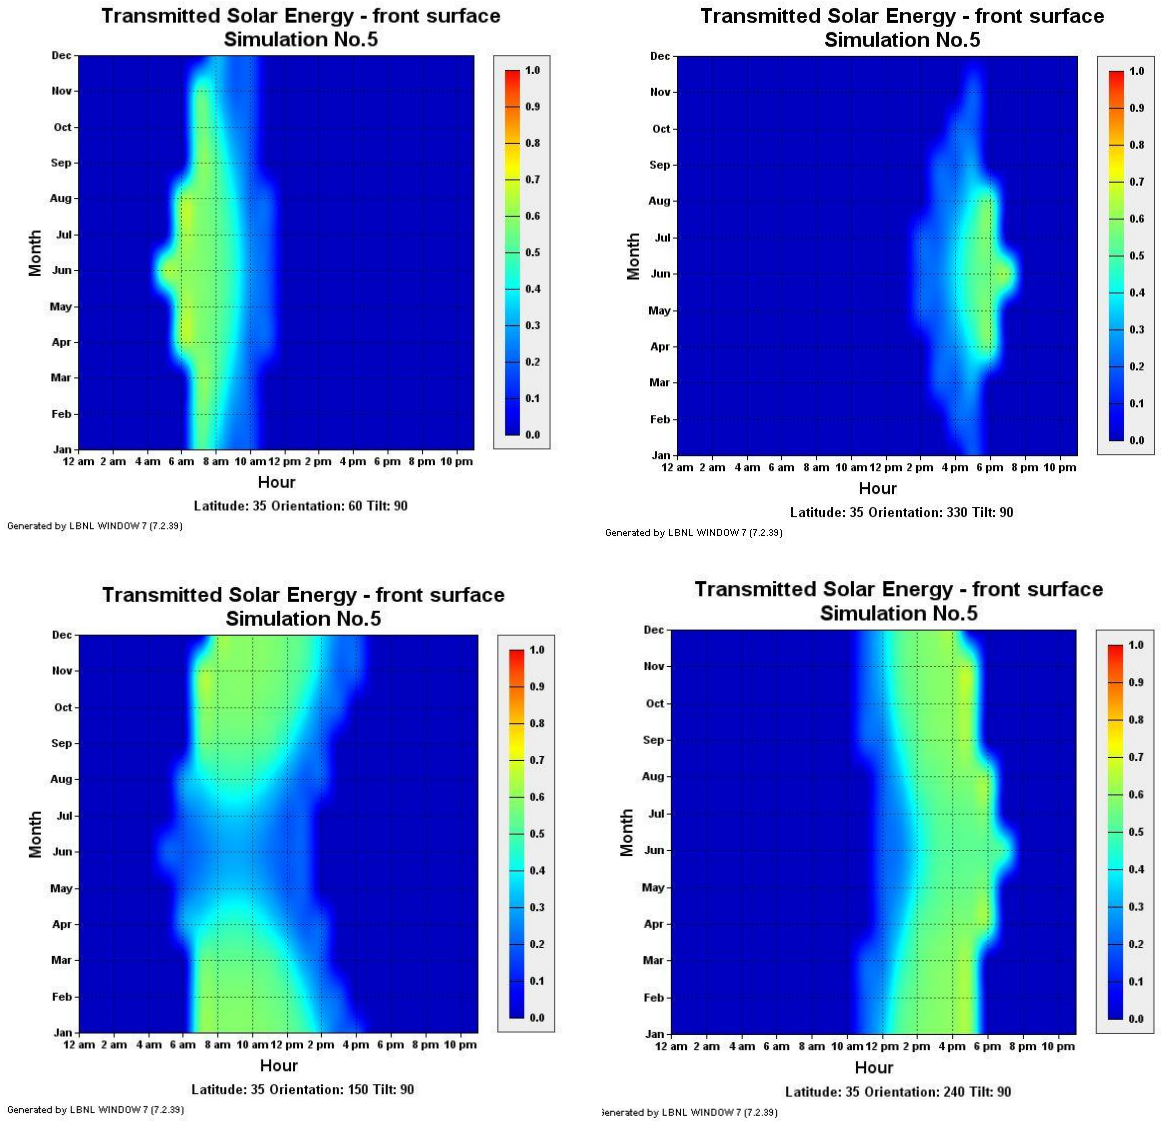 Transmitted Solar Energy - front surface
Simulation No.5
Dec
Nov
Oct
Sep
Aug
Jul
Jun
May
Apr
Mar
Feb
Jan
Month
12 am 2 am 4 am 6 am 8 am 10 am 12 pm 2 pm 4 pm 6 pm 8 pm 10 pm
Hour
1.0
0.9
0.8
0.7
0.6
0.5
0.4
0.3
0.2
0.1
0.0
Latitude: 35 Orientation: 60 Tilt: 90
Generated by LBNL WINDOW 7 (7.2.39)
Transmitted Solar Energy - front surface
Simulation No.5
Dec
Nov
Oct
Sep
Aug
Jul
Jun
May
Apr
Mar
Feb
Jan
Month
12 am 2 am 4 am 6 am 8 am 10 am 12 pm 2 pm 4 pm 6 pm 8 pm 10 pm
Hour
1.0
0.9
0.8
0.7
0.6
0.5
0.4
0.3
0.2
0.1
0.0
Latitude: 35 Orientation: 330 Tilt: 90
Generated by LBNL WINDOW 7 (7.2.39)
Transmitted Solar Energy - front surface
Simulation No.5
Dec
Nov
Oct
Sep
Aug
Jul
Jun
May
Apr
Mar
Feb
Jan
Month
12 am 2 am 4 am 6 am 8 am 10 am 12 pm 2 pm 4 pm 6 pm 8 pm 10 pm
Hour
1.0
0.9
0.8
0.7
0.6
0.5
0.4
0.3
0.2
0.1
0.0
Latitude: 35 Orientation: 150 Tilt: 90
Generated by LBNL WINDOW 7 (7.2.39)
Transmitted Solar Energy - front surface
Simulation No.5
Dec
Nov
Oct
Sep
Aug
Jul
Jun
May
Apr
Mar
Feb
Jan
Month
12 am 2 am 4 am 6 am 8 am 10 am 12 pm 2 pm 4 pm 6 pm 8 pm 10 pm
Hour
1.0
0.9
0.8
0.7
0.6
0.5
0.4
0.3
0.2
0.1
0.0
Latitude: 35 Orientation: 240 Tilt: 90
Generated by LBNL WINDOW 7 (7.2.39)